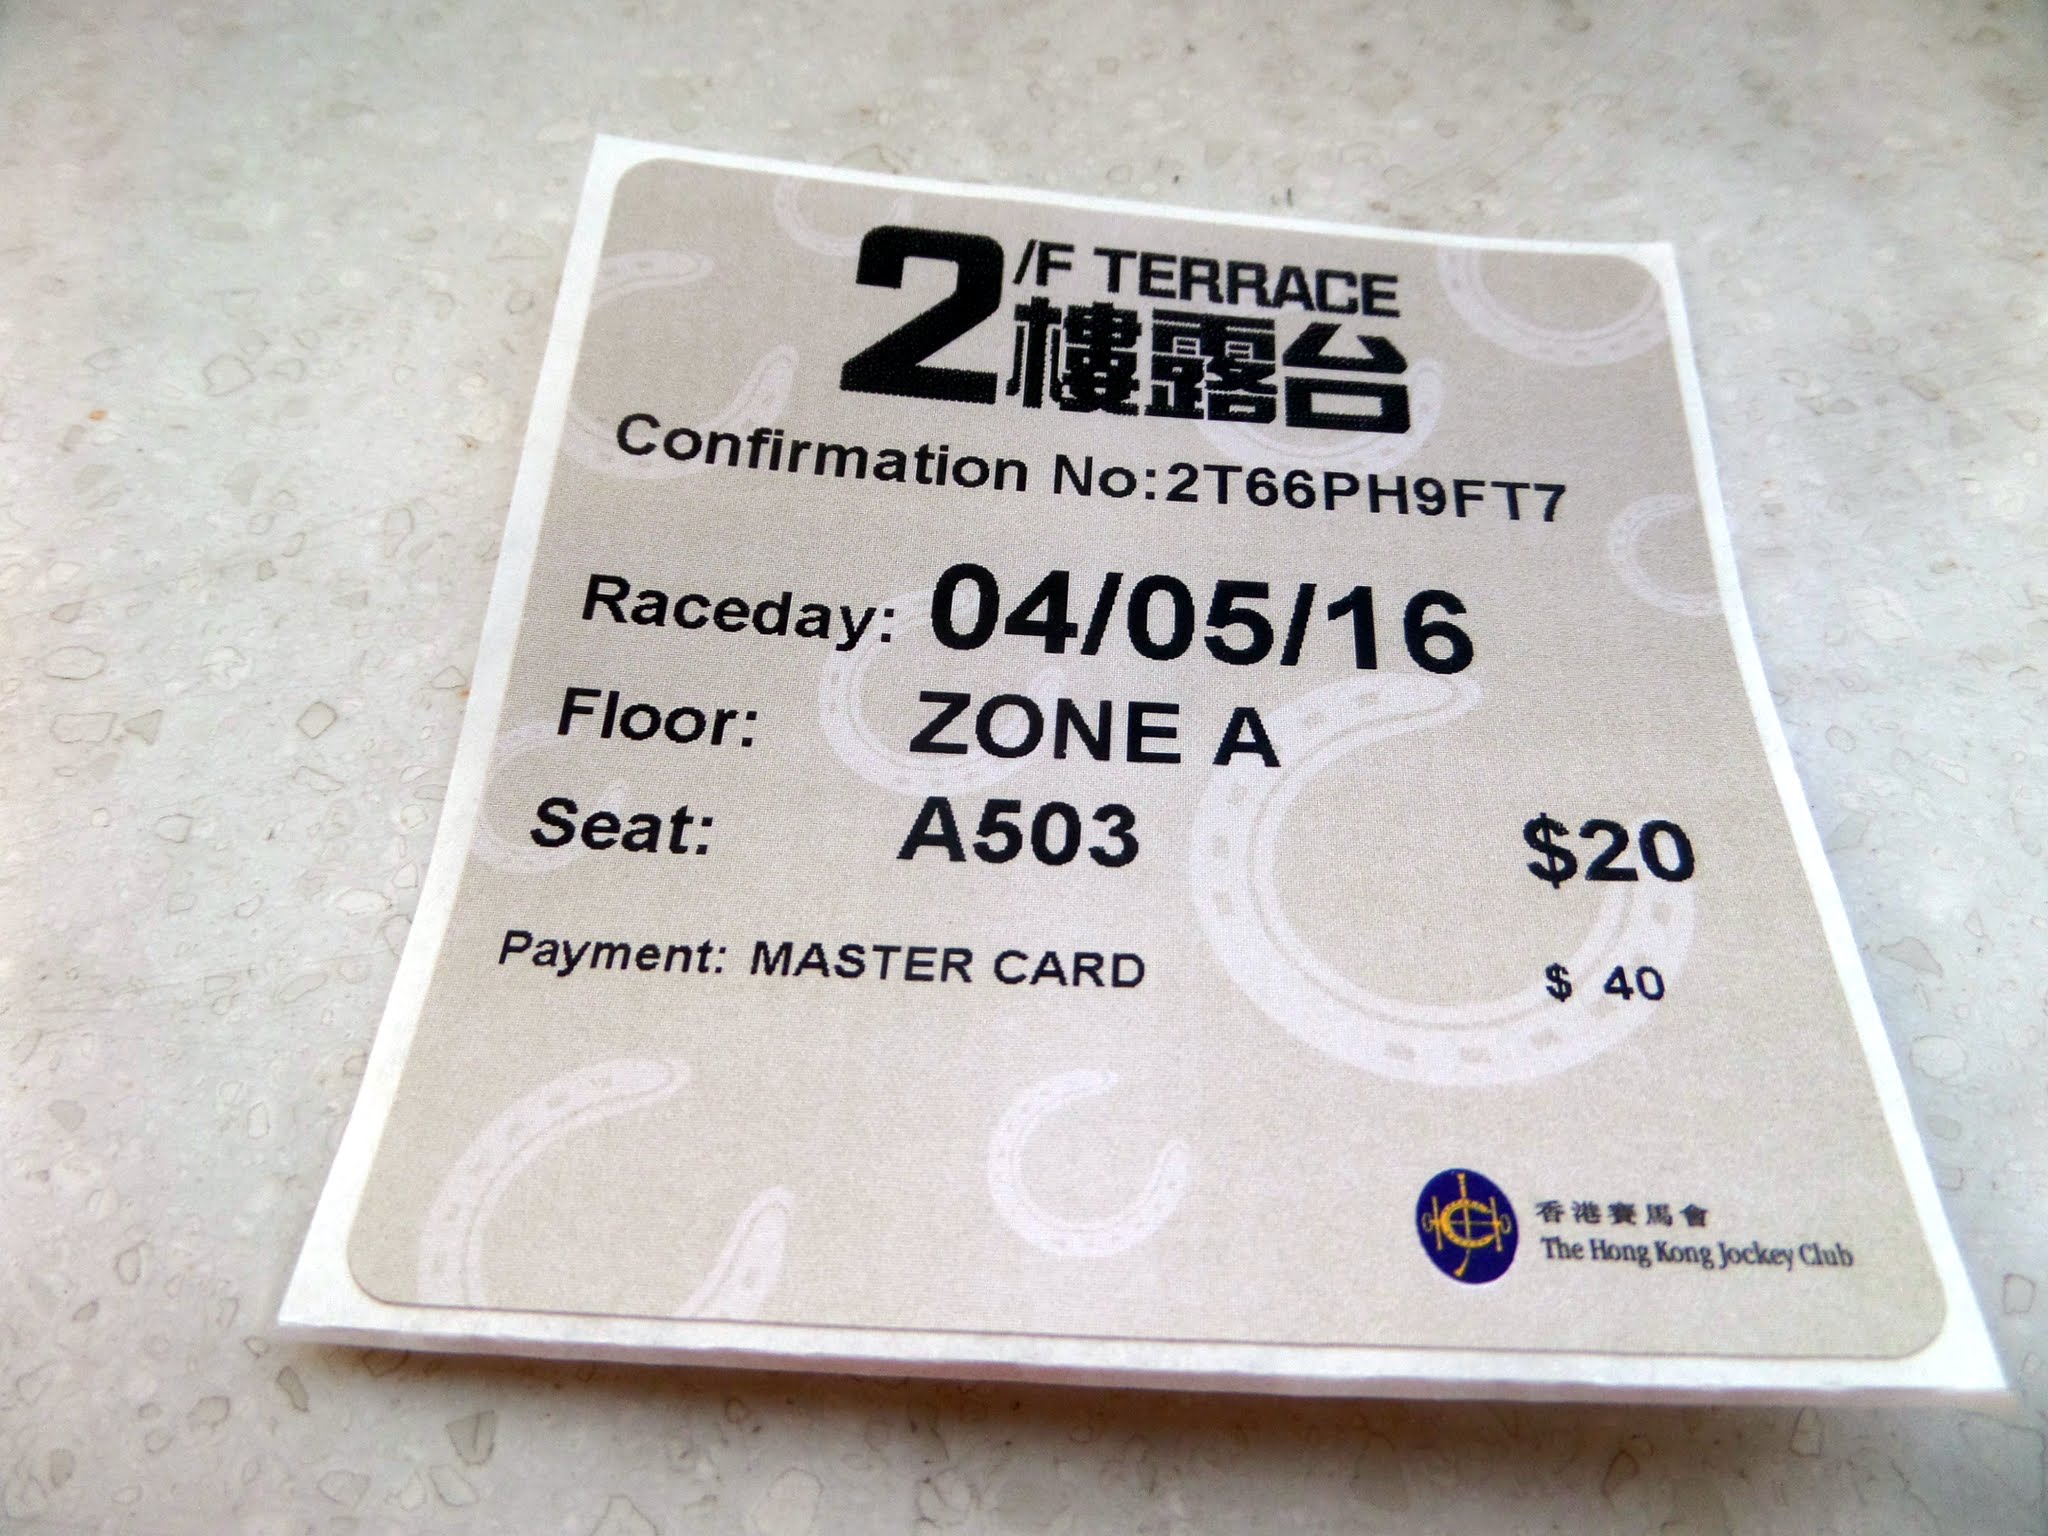 2/F TERRACE
樓露台
Confirmation No:2T66PH9FT7
Raceday: 04/05/16
Floor: ZONE A
Seat: A503 $20
Payment: MASTER CARD $ 40
香港賽馬會
The Hong Kong Jockey Club